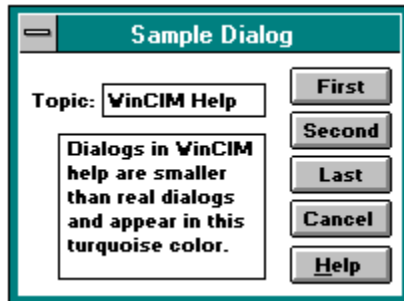 Sample Dialog
Topic: WinCIM Help
Dialogs in WinCIM
help are smaller
than real dialogs
and appear in this
turquoise color.
First
Second
Last
Cancel
Help